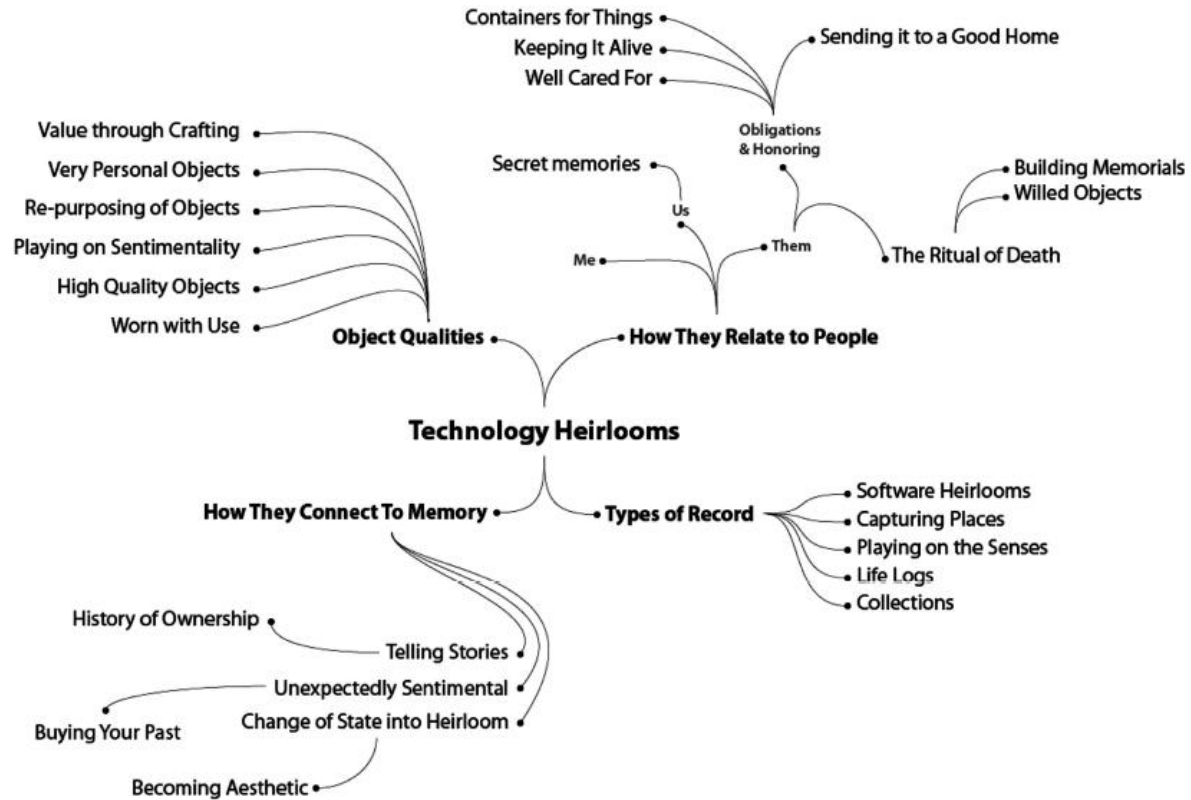 Containers for Things
Keeping It Alive
Well Cared For
Sending it to a Good Home
Obligations
& Honoring
Secret memories
Us
Me
Them
Building Memorials
Willed Objects
The Ritual of Death
Value through Crafting
Very Personal Objects
Re-purposing of Objects
Playing on Sentimentality
High Quality Objects
Worn with Use
Object Qualities
How They Relate to People
Technology Heirlooms
How They Connect To Memory
Types of Record
Software Heirlooms
Capturing Places
Playing on the Senses
Life Logs
Collections
History of Ownership
Telling Stories
Unexpectedly Sentimental
Buying Your Past
Change of State into Heirloom
Becoming Aesthetic